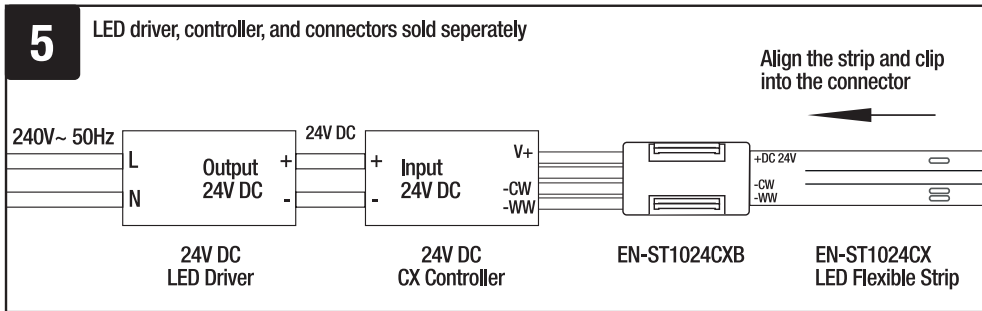 5
LED driver, controller, and connectors sold seperately
Align the strip and clip
into the connector
240V~ 50Hz
L
N
Output
24V DC
+
-
24V DC
+
-
Input
24V DC
V+
-CW
-WW
+DC 24V
-CW
-WW
24V DC
LED Driver
24V DC
CX Controller
EN-ST1024CXB
EN-ST1024CX
LED Flexible Strip